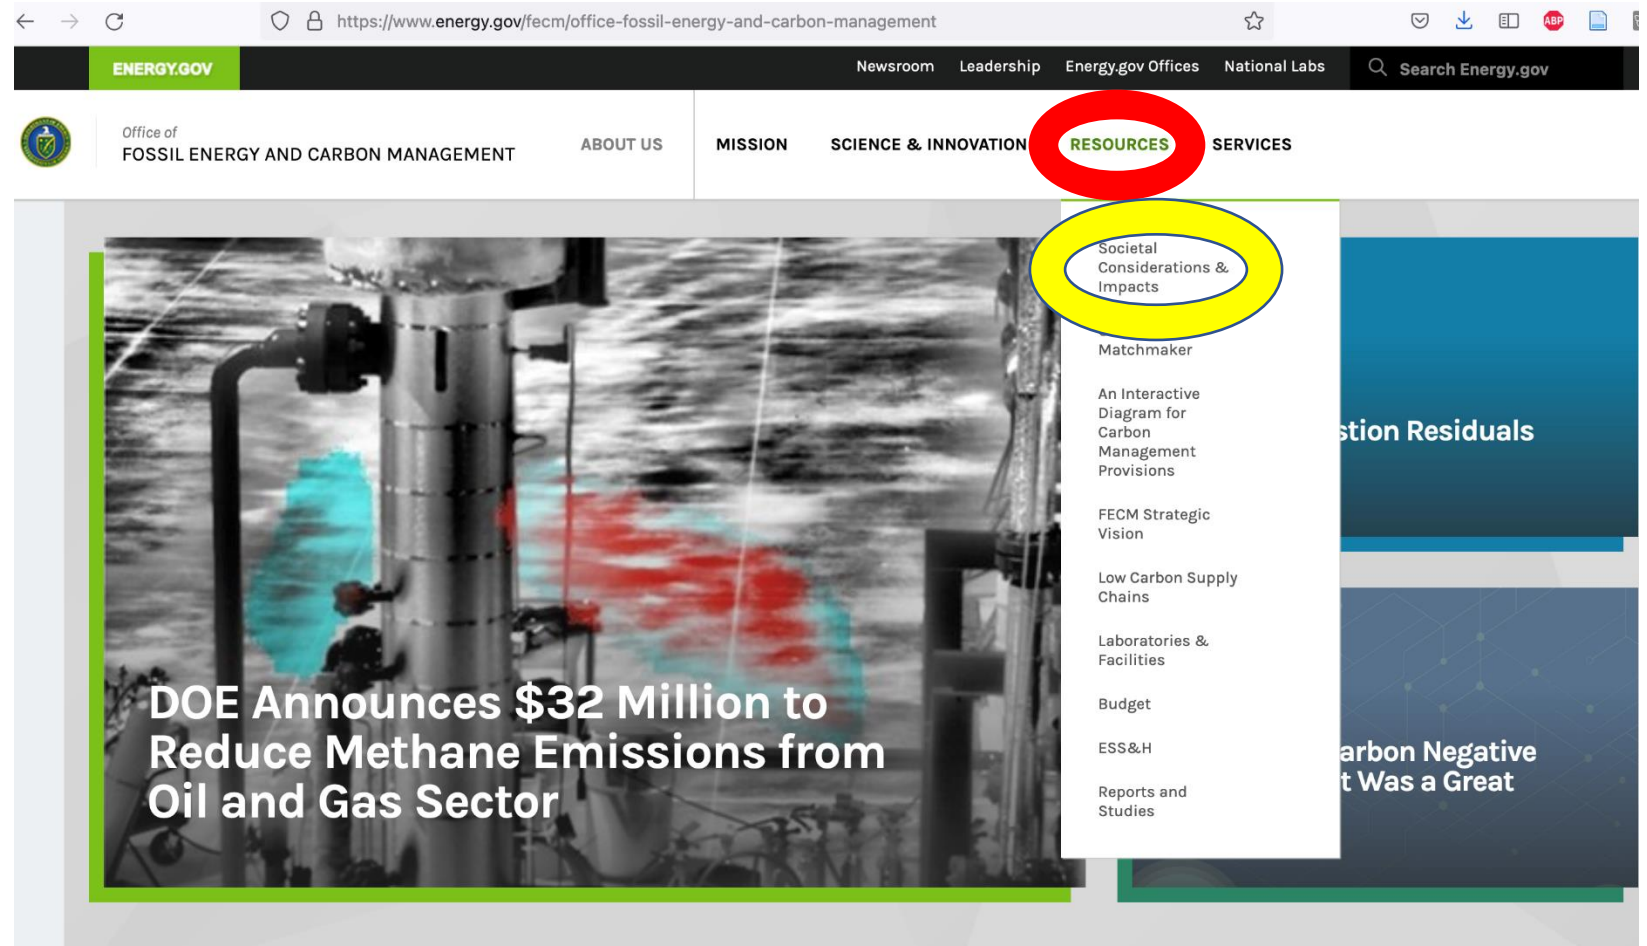 https://www.energy.gov/fecm/office-fossil-energy-and-carbon-management
ABP
ENERGY.GOV
Newsroom Leadership Energy.gov Offices National Labs Search Energy.gov
Office of
FOSSIL ENERGY AND CARBON MANAGEMENT
ABOUT US MISSION SCIENCE & INNOVATION RESOURCES SERVICES
Societal
Considerations &
Impacts
Matchmaker
An Interactive
Diagram for
Carbon
Management
Provisions
FECM Strategic
Vision
Low Carbon Supply
Chains
Laboratories &
Facilities
Budget
ESS&H
Reports and
Studies
DOE Announces $32 Million to
Reduce Methane Emissions from
Oil and Gas Sector
stion Residuals
arbon Negative
t Was a Great